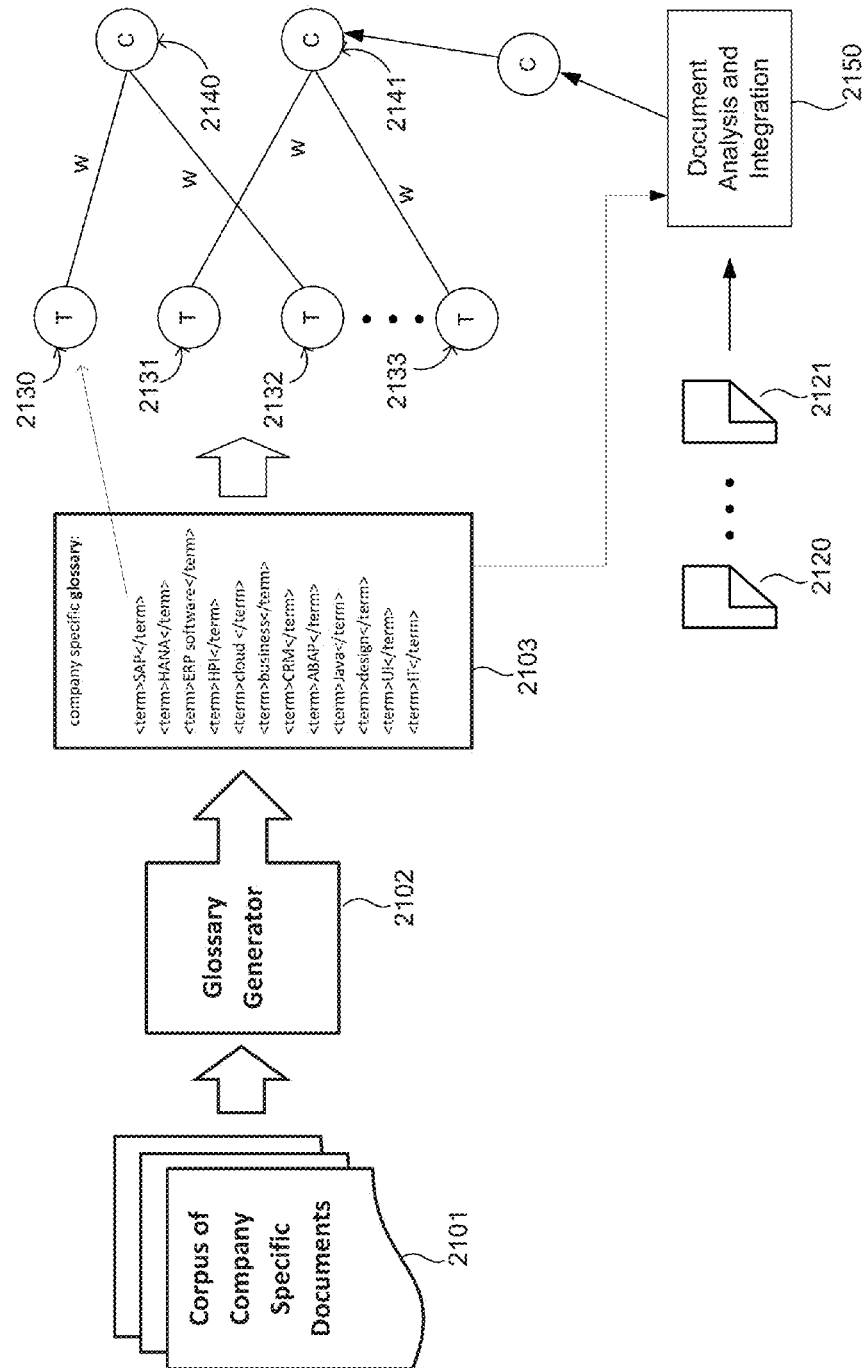 Corpus of
Company
Specific
Documents
2101
Glossary
Generator
2102
company specific glossary:
<term>SAP</term>
<term>HANA</term>
<term>ERP software</term>
<term>HPI</term>
<term>cloud </term>
<term>business</term>
<term>CRM</term>
<term>ABAP</term>
<term>Java</term>
<term>design</term>
<term>UI</term>
<term>IT</term>
2103
2130
T
2131
T
2132
T
2133
T
w
w
w
w
C
2140
C
2141
C
2120
2121
Document
Analysis and
Integration
2150